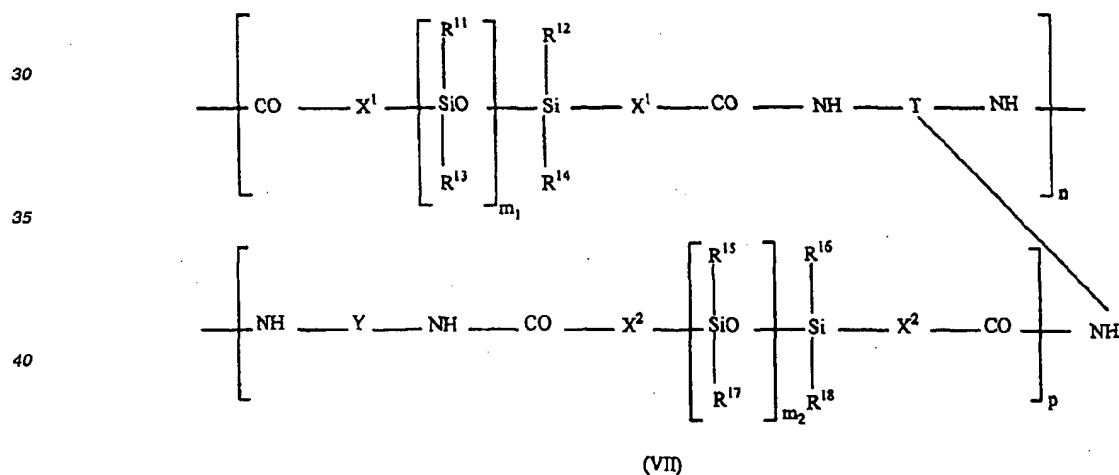 R¹¹ R¹²
30
CO X¹ SiO Si X¹ CO NH T NH
R¹³ R¹⁴
n
m₁
35
R¹⁵ R¹⁶
NH Y NH CO X² SiO Si X² CO NH
40
R¹⁷ R¹⁸
m₂ p
(VII)